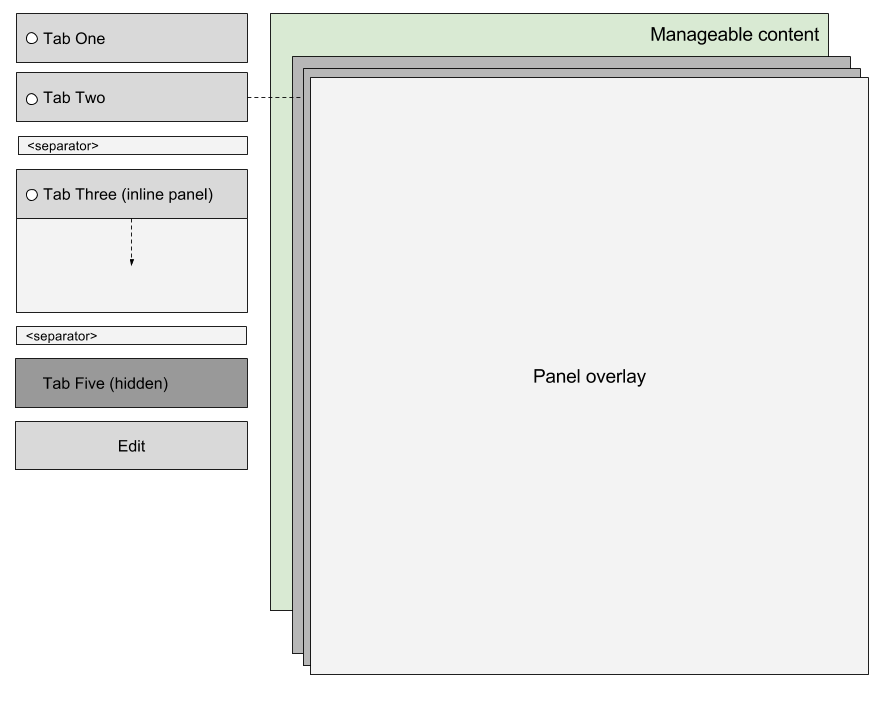 Tab One
Tab Two
<separator>
Tab Three (inline panel)
<separator>
Tab Five (hidden)
Edit
Manageable content
Panel overlay